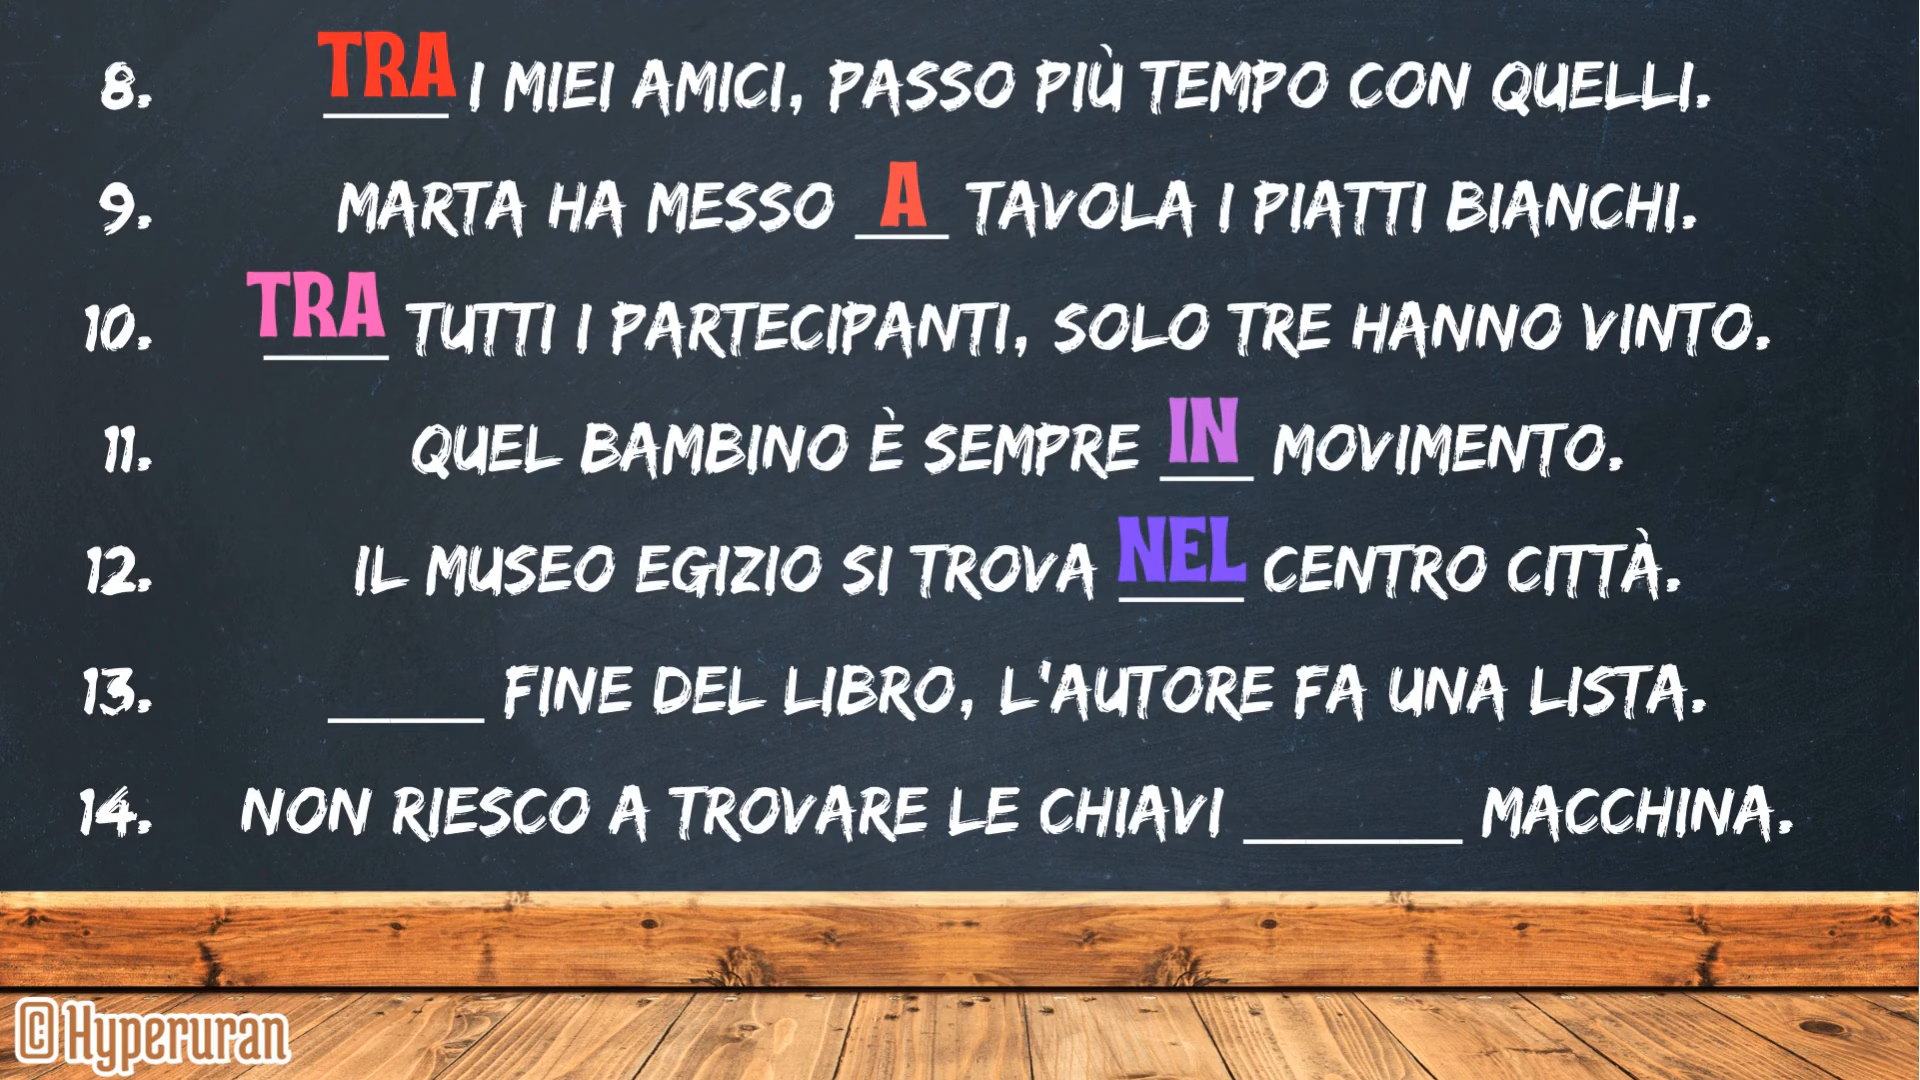 8. TRA I MIEI AMICI, PASSO PIÙ TEMPO CON QUELLI.
9. MARTA HA MESSO A TAVOLA I PIATTI BIANCHI.
10. TRA TUTTI I PARTECIPANTI, SOLO TRE HANNO VINTO.
11. QUEL BAMBINO È SEMPRE IN MOVIMENTO.
12. IL MUSEO EGIZIO SI TROVA NEL CENTRO CITTÀ.
13. _____ FINE DEL LIBRO, L'AUTORE FA UNA LISTA.
14. NON RIESCO A TROVARE LE CHIAVI _______ MACCHINA.
© Hyperuran